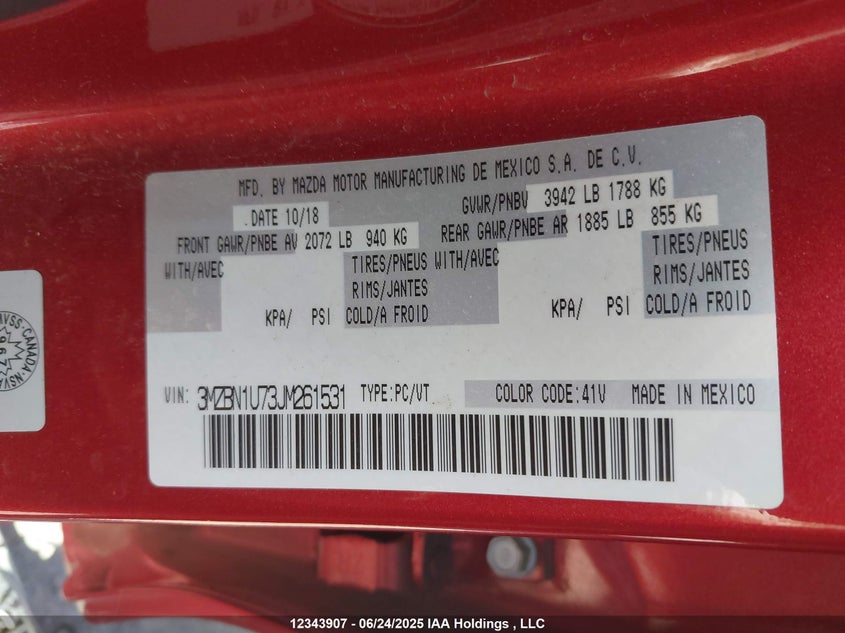 MFD. BY MAZDA MOTOR MANUFACTURING DE MEXICO S.A. DE C.V.
DATE 10/18 GVWR/PNBV 3942 LB 1788 KG
FRONT GAWR/PNBE AV 2072 LB 940 KG REAR GAWR/PNBE AR 1885 LB 855 KG
WITH/AVEC TIRES/PNEUS WITH/AVEC TIRES/PNEUS
RIMS/JANTES RIMS/JANTES
KPA/ PSI COLD/A FROID KPA/ PSI COLD/A FROID
VIN: 3MZBN1U73JM261531 TYPE:PC/VT COLOR CODE:41V MADE IN MEXICO
CANADA
12343907 - 06/24/2025 IAA Holdings , LLC